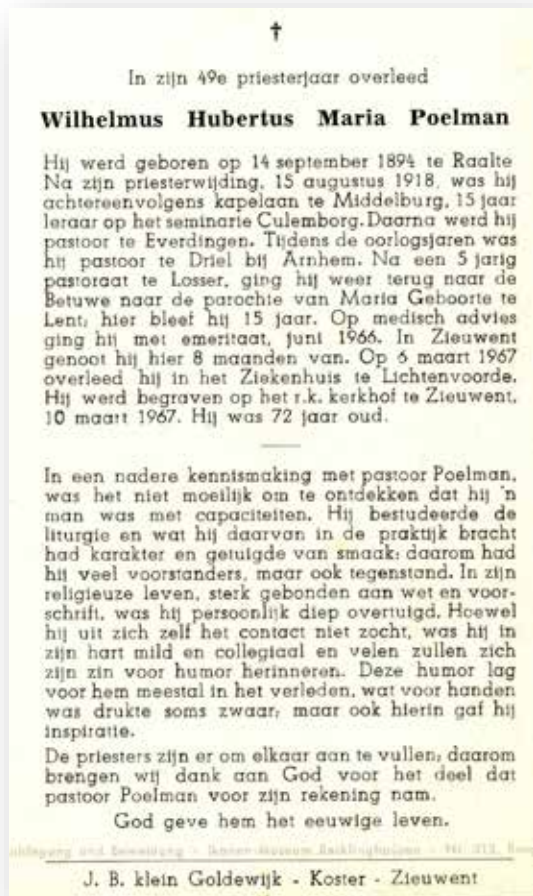 In zijn 49e priesterjaar overleed
Wilhelmus Hubertus Maria Poelman
Hij werd geboren op 14 september 1894 te Raalte
Na zijn priesterwijding, 15 augustus 1918, was hij
achtereenvolgens kapelaan te Middelburg, 15 jaar
leraar op het seminarie Culemborg. Daarna werd hij
pastoor te Everdingen. Tijdens de oorlogsjaren was
hij pastoor te Driel bij Arnhem. Na een 5 jarig
pastoraat te Losser, ging hij weer terug naar de
Betuwe naar de parochie van Maria Geboorte te
Lent; hier bleef hij 15 jaar. Op medisch advies
ging hij met emeritaat, juni 1966. In Zieuwent
genoot hij hier 8 maanden van. Op 6 maart 1967
overleed hij in het Ziekenhuis te Lichtenvoorde.
Hij werd begraven op het r.k. kerkhof te Zieuwent,
10 maart 1967. Hij was 72 jaar oud.
In een nadere kennismaking met pastoor Poelman,
was het niet moeilijk om te ontdekken dat hij 'n
man was met capaciteiten. Hij bestudeerde de
liturgie en wat hij daarvan in de praktijk bracht
had karakter en getuigde van smaak; daarom had
hij veel voorstanders, maar ook tegenstand. In zijn
religieuze leven, sterk gebonden aan wet en voor-
schrift, was hij persoonlijk diep overtuigd. Hoewel
hij uit zich zelf het contact niet zocht, was hij in
zijn hart mild en collegiaal en velen zullen zich
zijn zin voor humor herinneren. Deze humor lag
voor hem meestal in het verleden, wat voor handen
was drukte soms zwaar; maar ook hierin gaf hij
inspiratie.
De priesters zijn er om elkaar aan te vullen; daarom
brengen wij dank aan God voor het deel dat
pastoor Poelman voor zijn rekening nam.
God geve hem het eeuwige leven.
Ikonen-Museum Recklinghausen
J. B. klein Goldewijk - Koster - Zieuwent